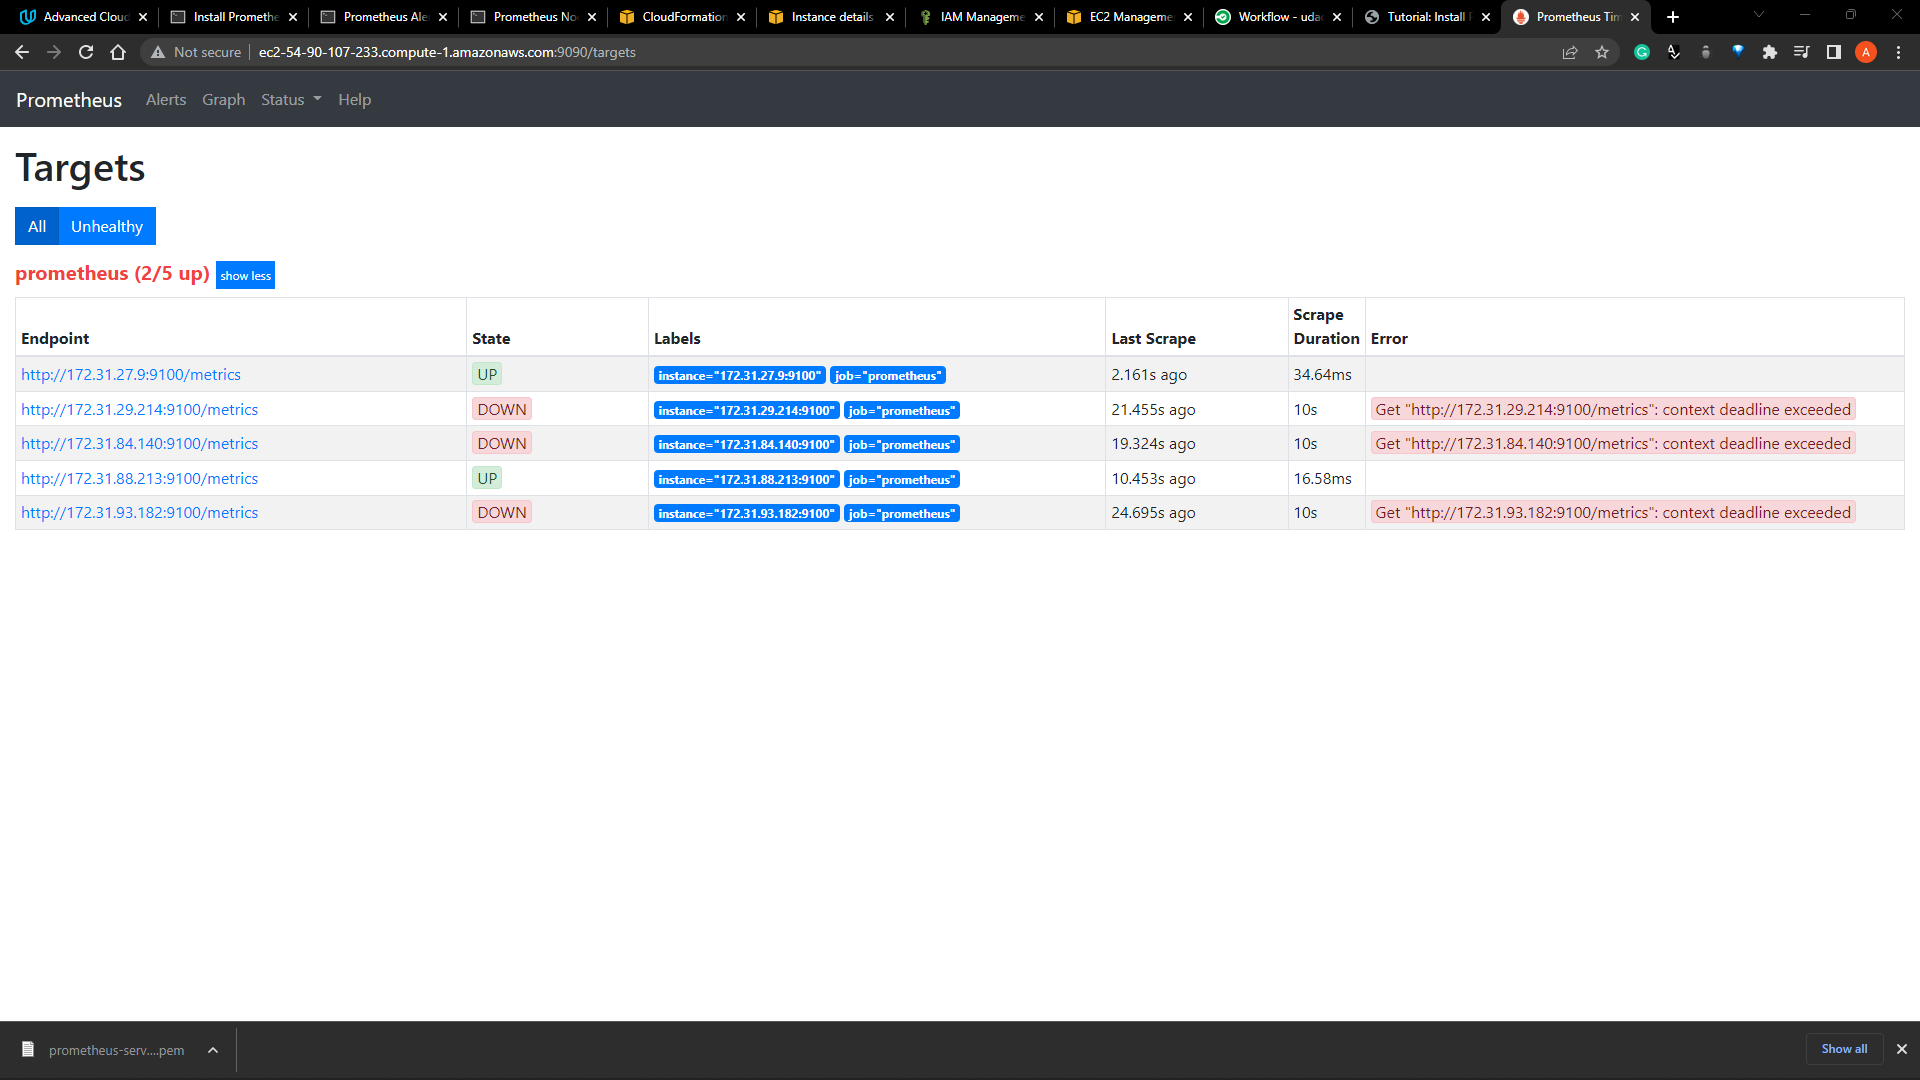 Advanced Cloud
Install Promethe
Prometheus Ale
Prometheus No
CloudFormation
Instance details
IAM Manageme
EC2 Manageme
Workflow - udac
Tutorial: Install
Prometheus Tim
Not secure
ec2-54-90-107-233.compute-1.amazonaws.com:9090/targets
A
Prometheus Alerts Graph Status Help
Targets
All Unhealthy
prometheus (2/5 up) show less
Endpoint State Labels Last Scrape Scrape Duration Error
http://172.31.27.9:9100/metrics UP instance="172.31.27.9:9100" job="prometheus" 2.161s ago 34.64ms
http://172.31.29.214:9100/metrics DOWN instance="172.31.29.214:9100" job="prometheus" 21.455s ago 10s Get "http://172.31.29.214:9100/metrics": context deadline exceeded
http://172.31.84.140:9100/metrics DOWN instance="172.31.84.140:9100" job="prometheus" 19.324s ago 10s Get "http://172.31.84.140:9100/metrics": context deadline exceeded
http://172.31.88.213:9100/metrics UP instance="172.31.88.213:9100" job="prometheus" 10.453s ago 16.58ms
http://172.31.93.182:9100/metrics DOWN instance="172.31.93.182:9100" job="prometheus" 24.695s ago 10s Get "http://172.31.93.182:9100/metrics": context deadline exceeded
prometheus-serv....pem
Show all